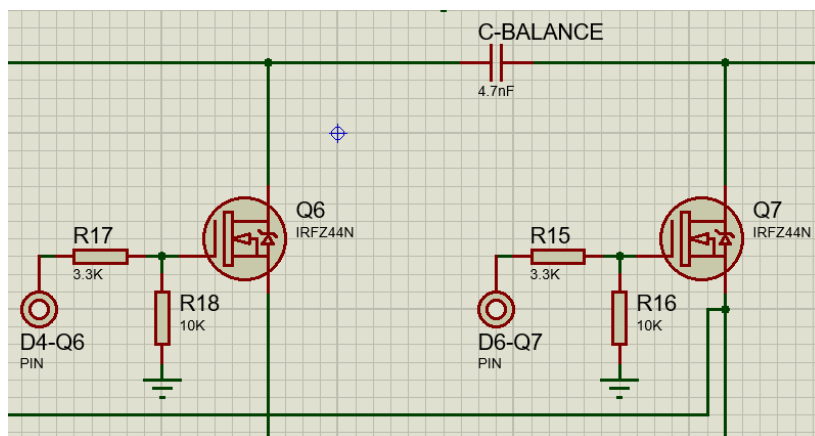 C-BALANCE
4.7nF
Q6
IRFZ44N
Q7
IRFZ44N
R17
3.3K
R15
3.3K
R18
10K
R16
10K
D4-Q6
PIN
D6-Q7
PIN